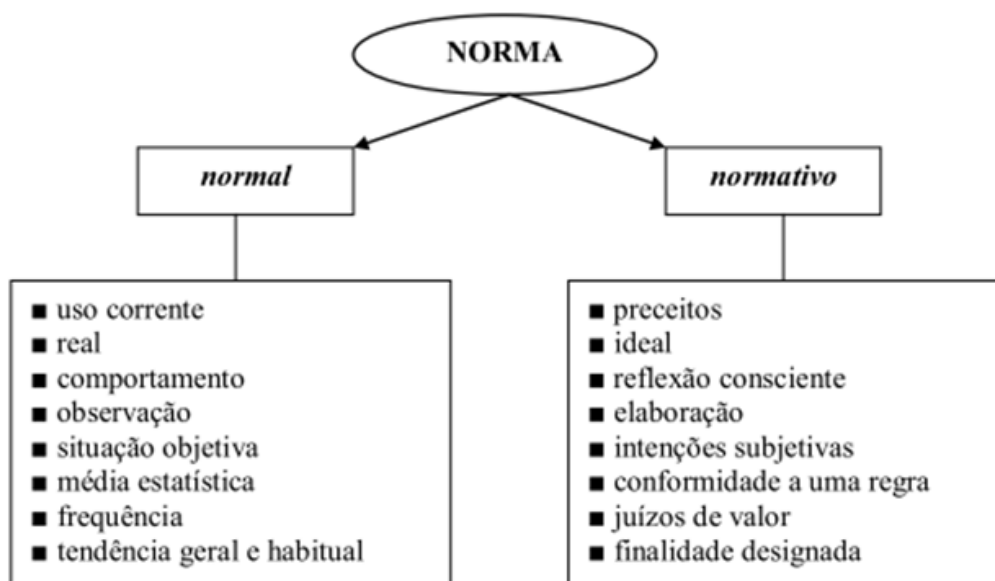 NORMA
normal
normativo
■ uso corrente
■ real
■ comportamento
■ observação
■ situação objetiva
■ média estatística
■ frequência
■ tendência geral e habitual
■ preceitos
■ ideal
■ reflexão consciente
■ elaboração
■ intenções subjetivas
■ conformidade a uma regra
■ juízos de valor
■ finalidade designada